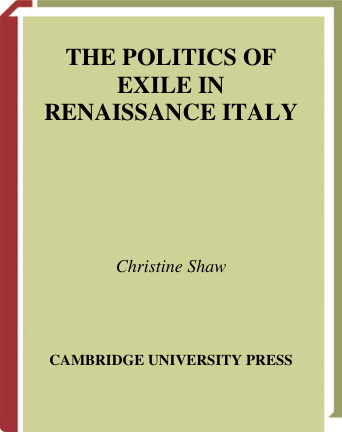 THE POLITICS OF
EXILE IN
RENAISSANCE ITALY
Christine Shaw
CAMBRIDGE UNIVERSITY PRESS